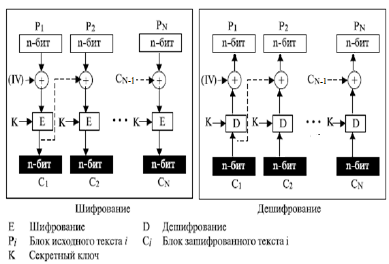 P1 P2 PN P1 P2 PN
n-бит n-бит n-бит n-бит n-бит n-бит
(IV) + + CN-1 + (IV) + + CN-1 +
K E K E K • • • E K D K D K • • • D
n-бит n-бит n-бит n-бит n-бит n-бит
C1 C2 CN C1 C2 CN
Шифрование Дешифрование
E Шифрование D Дешифрование
Pi Блок исходного текста i Ci Блок зашифрованного текста i
K Секретный ключ